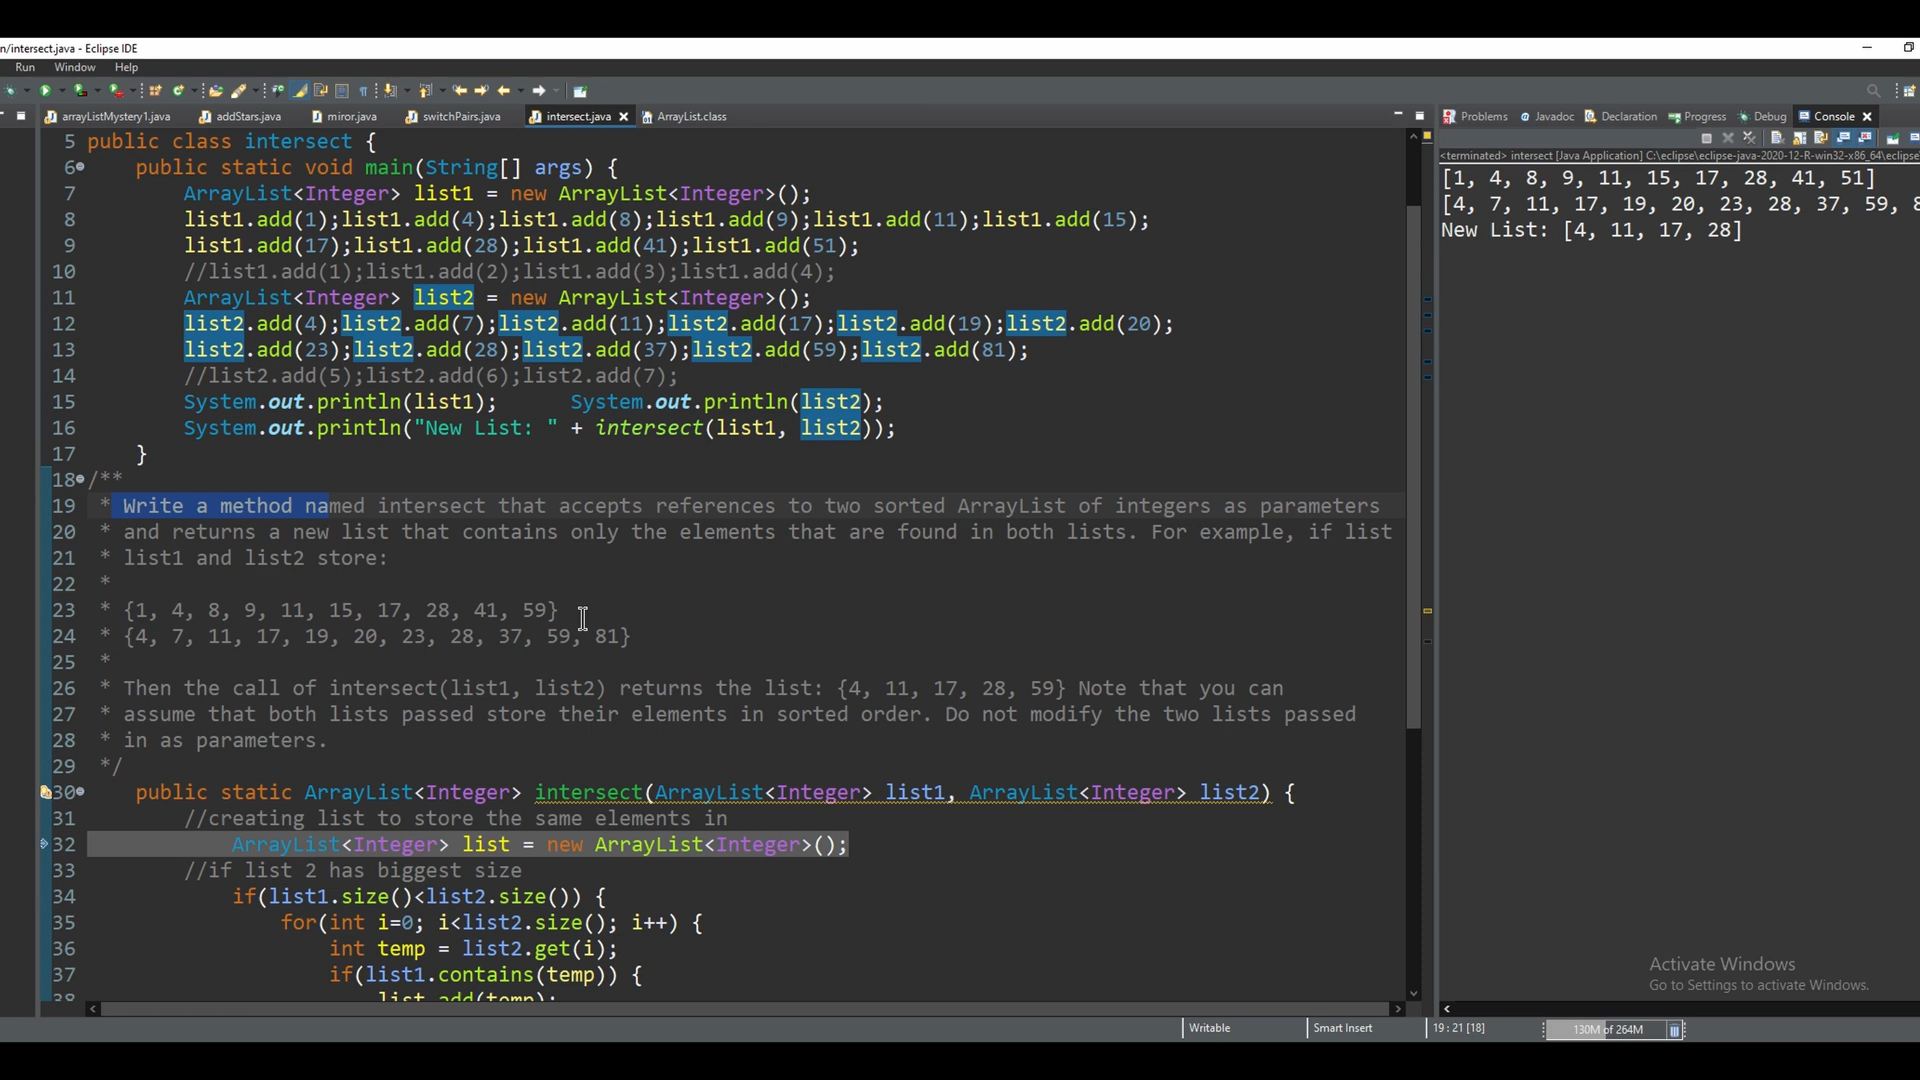 n/intersect.java - Eclipse IDE
Run Window Help
arrayListMystery1.java addStars.java miror.java switchPairs.java intersect.java ArrayList.class
Problems Javadoc Declaration Progress Debug Console
<terminated> intersect [Java Application] C:\eclipse\eclipse-java-2020-12-R-win32-x86_64\eclipse
[1, 4, 8, 9, 11, 15, 17, 28, 41, 51]
[4, 7, 11, 17, 19, 20, 23, 28, 37, 59, 8
New List: [4, 11, 17, 28]
5 public class intersect {
6 public static void main(String[] args) {
7 ArrayList<Integer> list1 = new ArrayList<Integer>();
8 list1.add(1);list1.add(4);list1.add(8);list1.add(9);list1.add(11);list1.add(15);
9 list1.add(17);list1.add(28);list1.add(41);list1.add(51);
10 //list1.add(1);list1.add(2);list1.add(3);list1.add(4);
11 ArrayList<Integer> list2 = new ArrayList<Integer>();
12 list2.add(4);list2.add(7);list2.add(11);list2.add(17);list2.add(19);list2.add(20);
13 list2.add(23);list2.add(28);list2.add(37);list2.add(59);list2.add(81);
14 //list2.add(5);list2.add(6);list2.add(7);
15 System.out.println(list1); System.out.println(list2);
16 System.out.println("New List: " + intersect(list1, list2));
17 }
18 /**
19 * Write a method named intersect that accepts references to two sorted ArrayList of integers as parameters
20 * and returns a new list that contains only the elements that are found in both lists. For example, if list
21 * list1 and list2 store:
22 *
23 * {1, 4, 8, 9, 11, 15, 17, 28, 41, 59}
24 * {4, 7, 11, 17, 19, 20, 23, 28, 37, 59, 81}
25 *
26 * Then the call of intersect(list1, list2) returns the list: {4, 11, 17, 28, 59} Note that you can
27 * assume that both lists passed store their elements in sorted order. Do not modify the two lists passed
28 * in as parameters.
29 */
30 public static ArrayList<Integer> intersect(ArrayList<Integer> list1, ArrayList<Integer> list2) {
31 //creating list to store the same elements in
32 ArrayList<Integer> list = new ArrayList<Integer>();
33 //if list 2 has biggest size
34 if(list1.size()<list2.size()) {
35 for(int i=0; i<list2.size(); i++) {
36 int temp = list2.get(i);
37 if(list1.contains(temp)) {
38 list.add(temp);
Activate Windows
Go to Settings to activate Windows.
Writable Smart Insert 19 : 21 [18] 130M of 264M